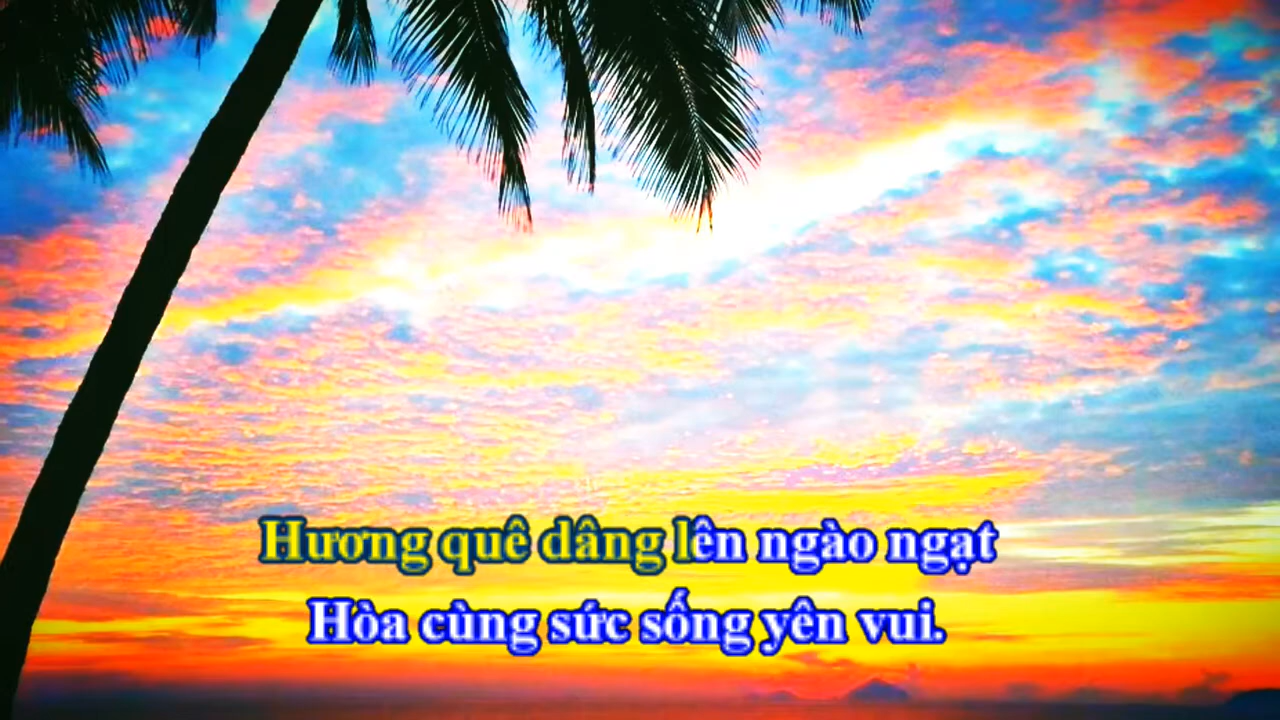 Hương quê dâng lên ngào ngạt
Hòa cùng sức sống yên vui.